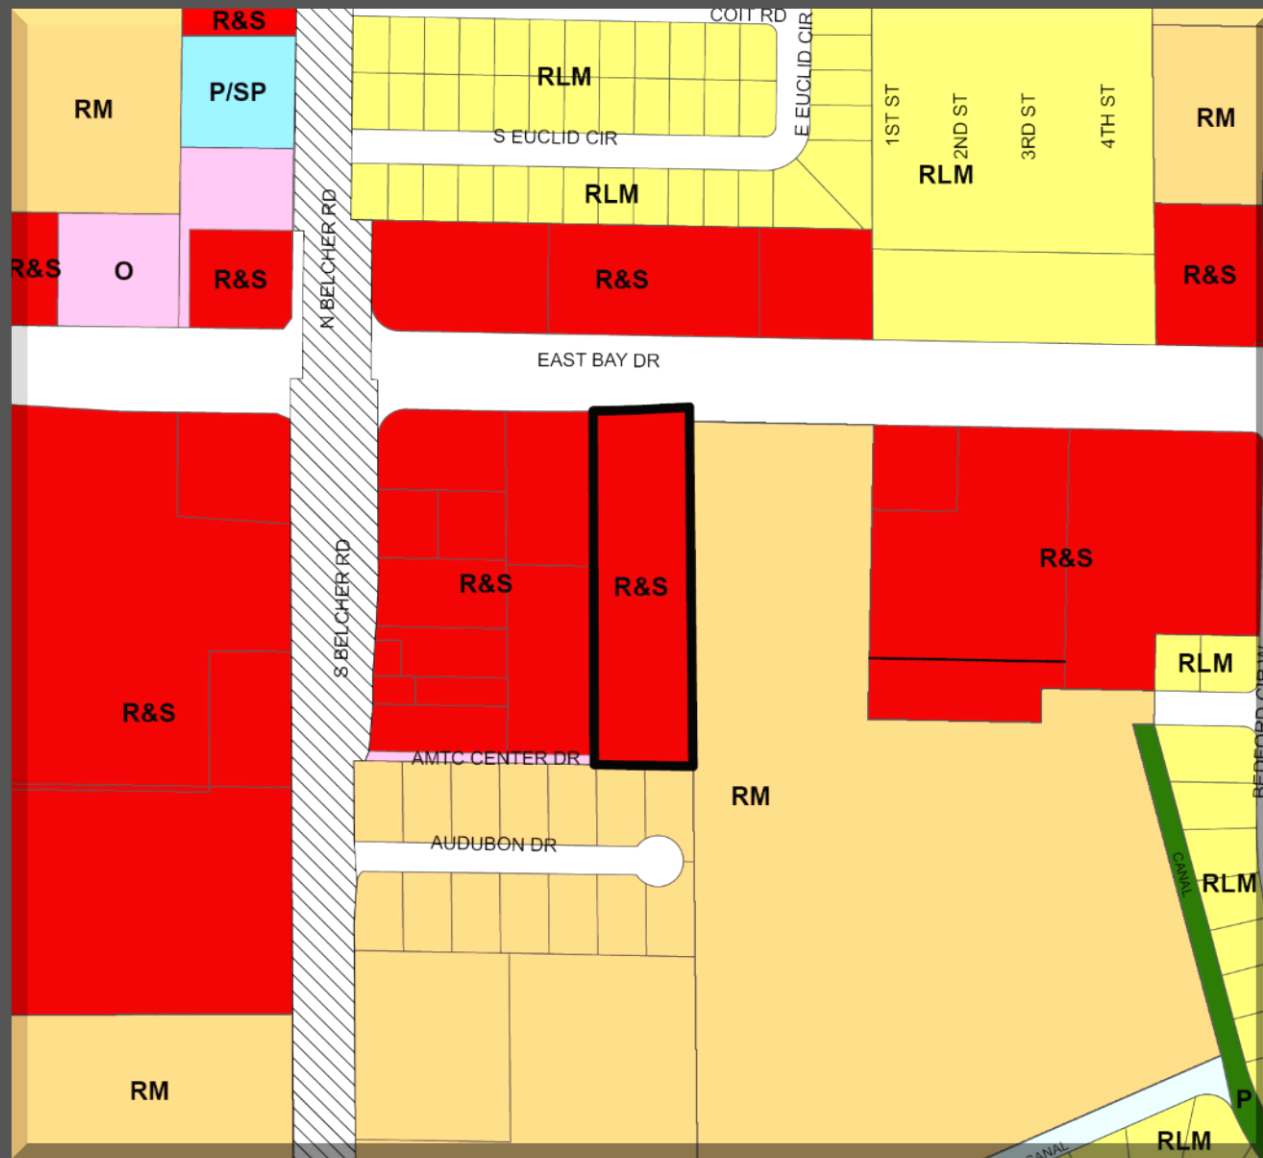 COIT RD
R&S
E EUCLID CIR
RLM
P/SP
RM
1ST ST
2ND ST
3RD ST
4TH ST
RM
S EUCLID CIR
RLM
RLM
N BELCHER RD
R&S
O
R&S
R&S
R&S
EAST BAY DR
R&S
R&S
R&S
S BELCHER RD
RLM
R&S
BEDFORD CIR W
AMTC CENTER DR
RM
AUDUBON DR
CANAL
RLM
RM
P
RLM
CANAL